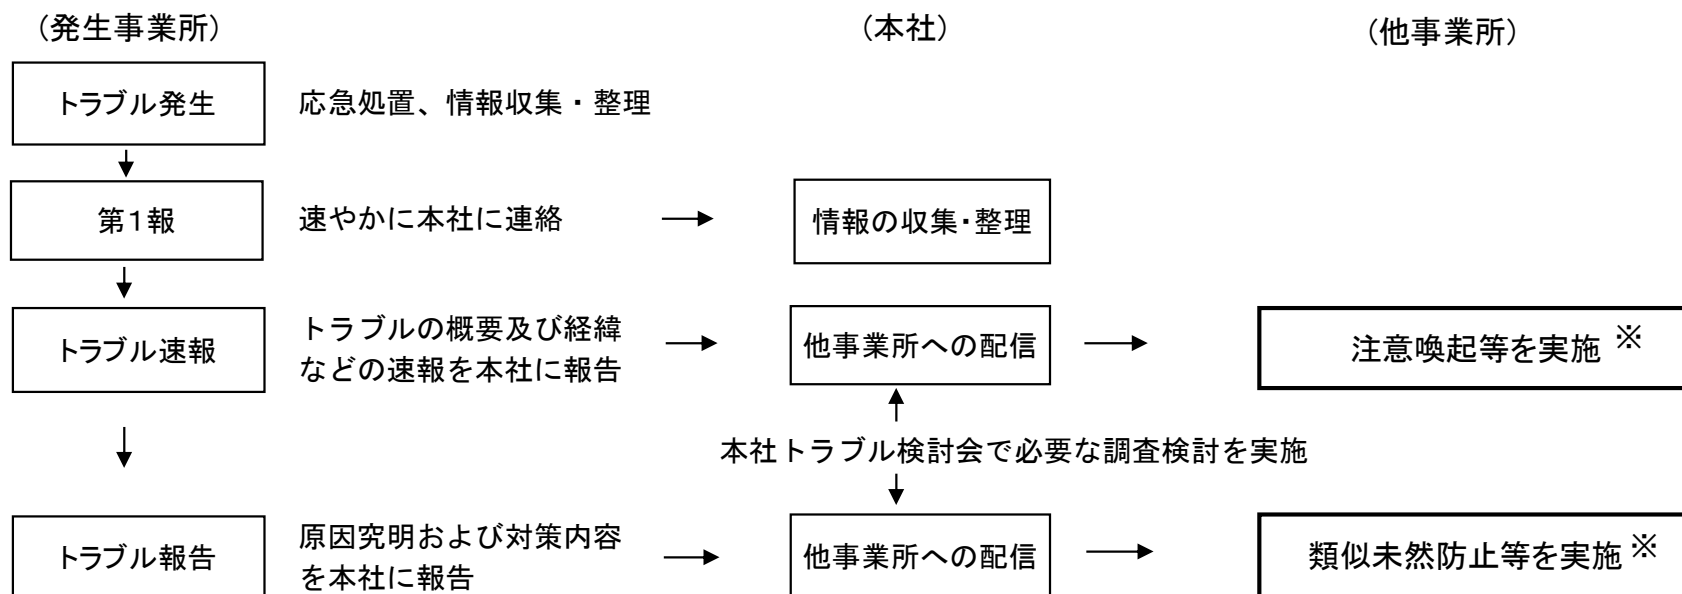 （発生事業所）
（本社）
（他事業所）
トラブル発生
応急処置、情報収集・整理
第１報
速やかに本社に連絡
情報の収集・整理
トラブル速報
トラブルの概要及び経緯
などの速報を本社に報告
他事業所への配信
注意喚起等を実施 ※
本社トラブル検討会で必要な調査検討を実施
トラブル報告
原因究明および対策内容
を本社に報告
他事業所への配信
類似未然防止等を実施 ※